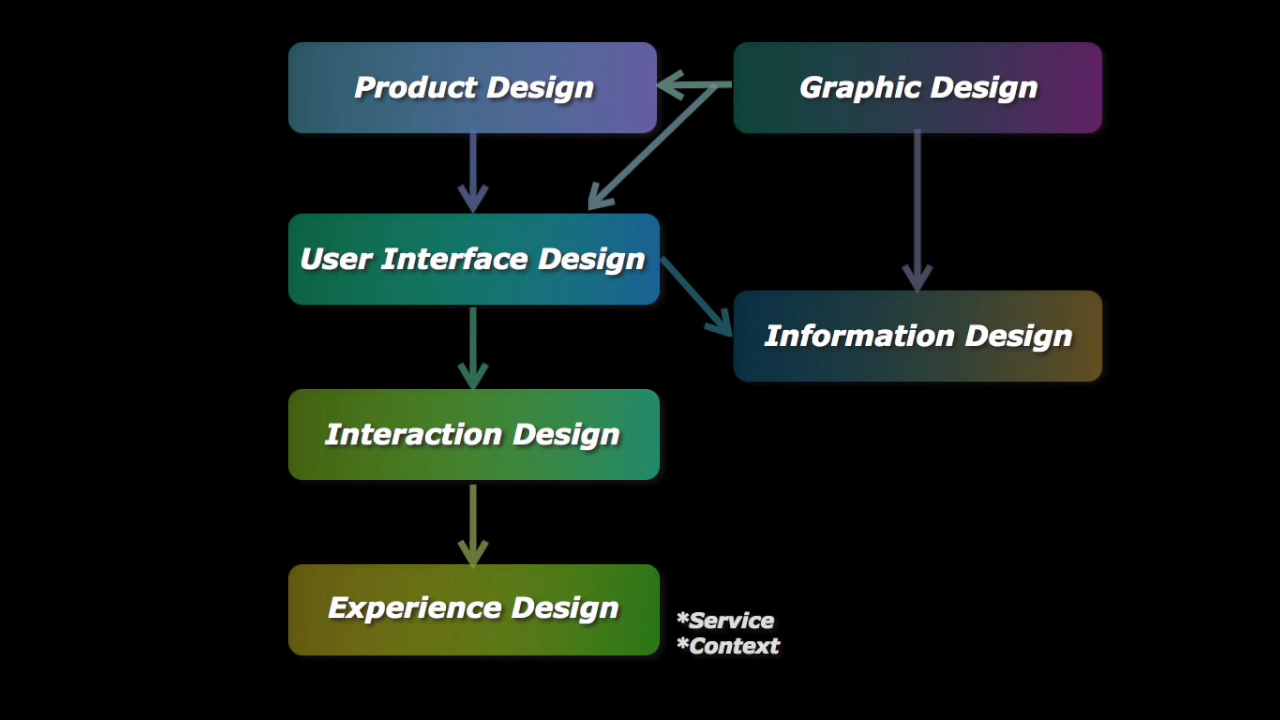 Product Design
Graphic Design
User Interface Design
Information Design
Interaction Design
Experience Design
*Service
*Context